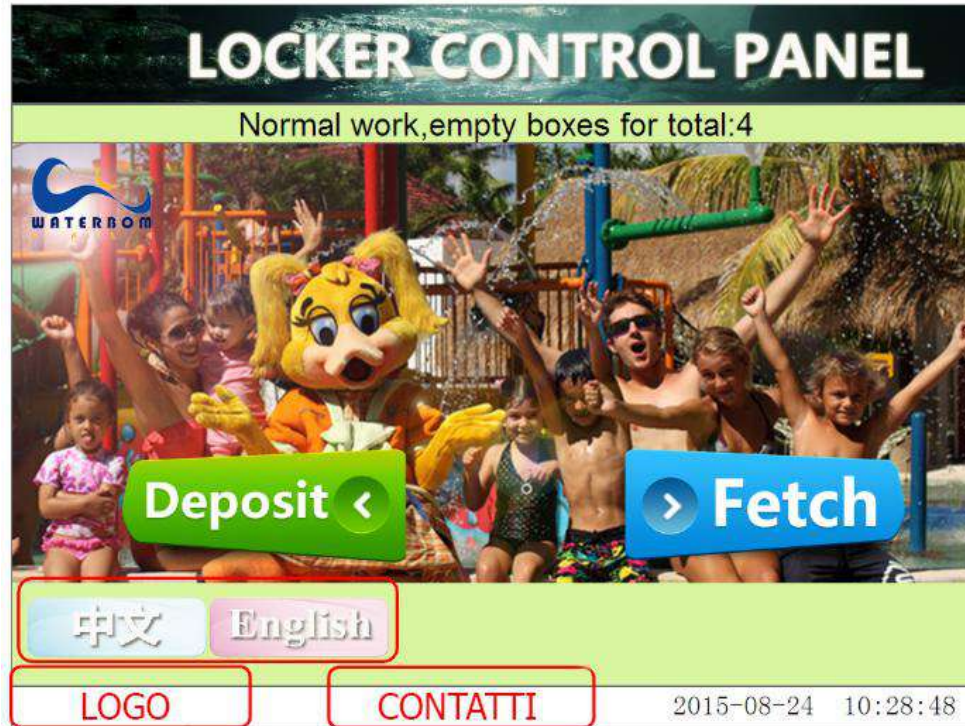 LOCKER CONTROL PANEL
Normal work,empty boxes for total:4
WATERBOM
Deposit
Fetch
中文
English
LOGO
CONTATTI
2015-08-24 10:28:48